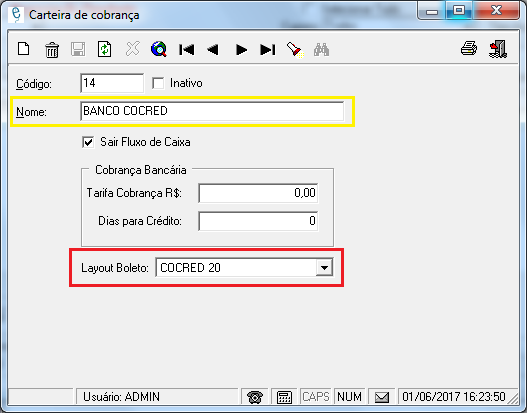 Carteira de cobrança
Código: 14 Inativo
Nome: BANCO COCRED
Sair Fluxo de Caixa
Cobrança Bancária
Tarifa Cobrança R$: 0,00
Dias para Crédito: 0
Layout Boleto: COCRED 20
Usuário: ADMIN CAPS NUM 01/06/2017 16:23:50